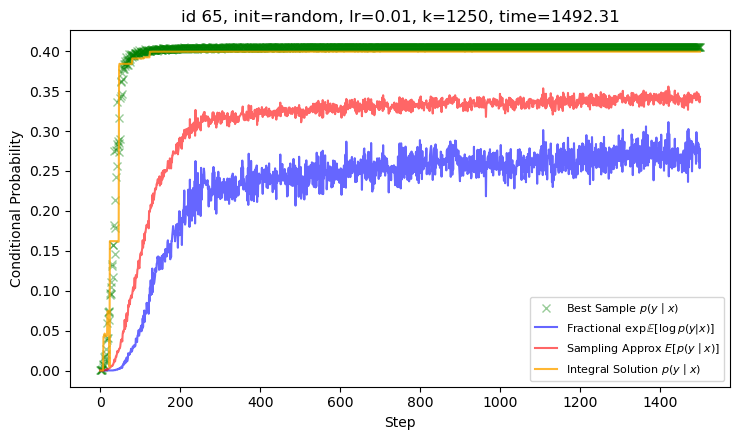 id 65, init=random, lr=0.01, k=1250, time=1492.31
Conditional Probability
0.40
0.35
0.30
0.25
0.20
0.15
0.10
0.05
0.00
Best Sample p(y | x)
Fractional exp𝔼[log p(y|x)]
Sampling Approx E[p(y | x)]
Integral Solution p(y | x)
0 200 400 600 800 1000 1200 1400
Step